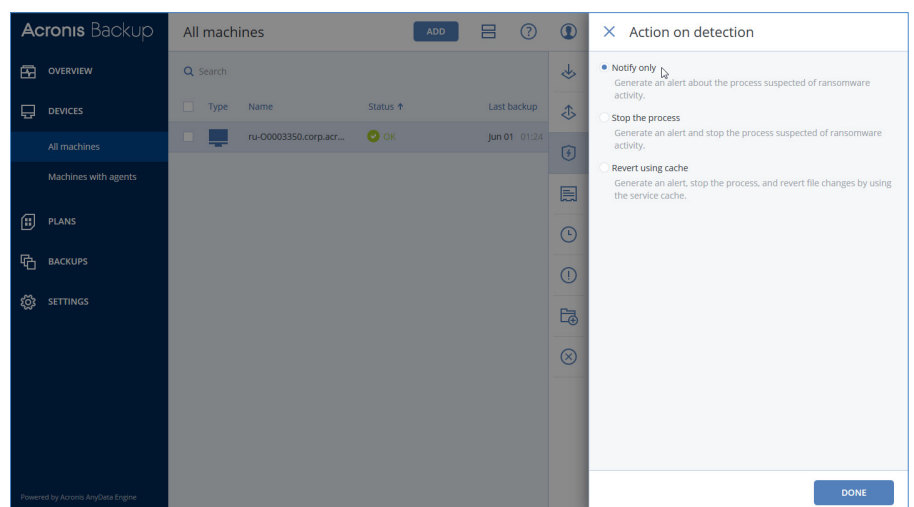 Acronis Backup
All machines
ADD
Action on detection
OVERVIEW
DEVICES
All machines
Machines with agents
PLANS
BACKUPS
SETTINGS
Powered by Acronis AnyData Engine
Search
Type Name Status ↑ Last backup
ru-O0003350.corp.acr... OK Jun 01 01:24
Notify only
Generate an alert about the process suspected of ransomware
activity.
Stop the process
Generate an alert and stop the process suspected of ransomware
activity.
Revert using cache
Generate an alert, stop the process, and revert file changes by using
the service cache.
DONE